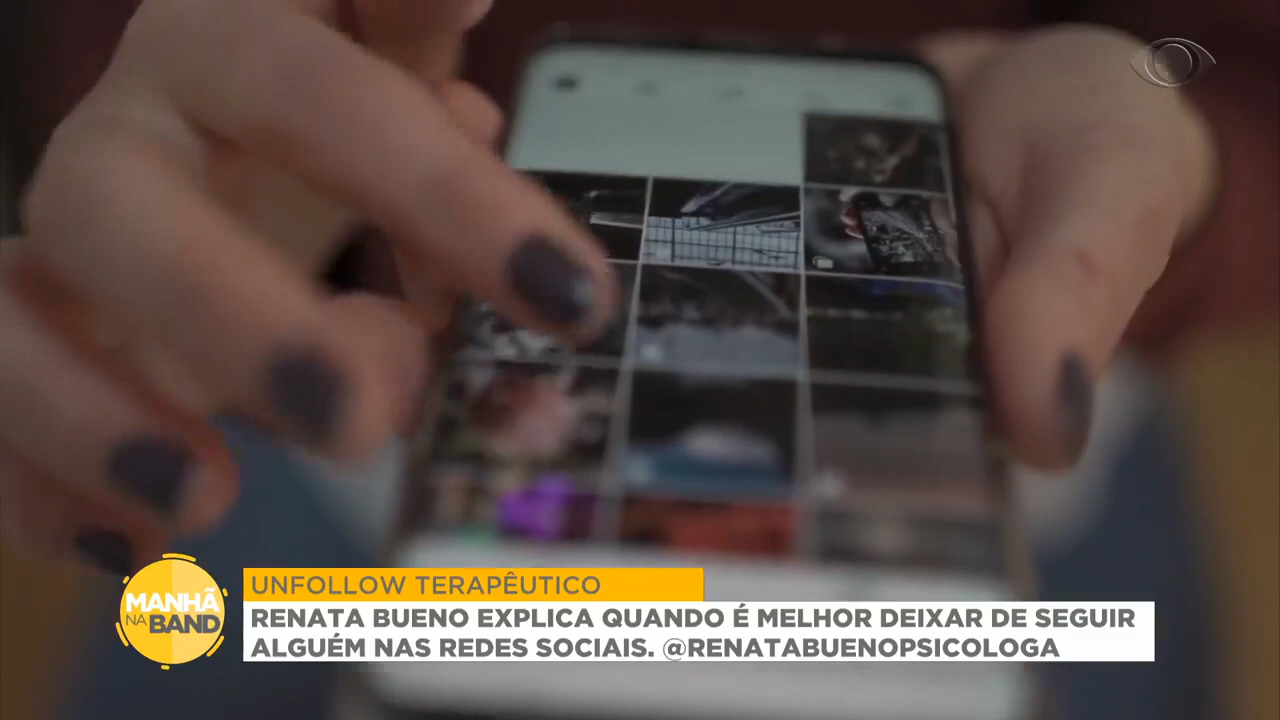 UNFOLLOW TERAPÊUTICO
RENATA BUENO EXPLICA QUANDO É MELHOR DEIXAR DE SEGUIR
ALGUÉM NAS REDES SOCIAIS. @RENATABUENOPSICOLOGA
MANHÃ
NA BAND